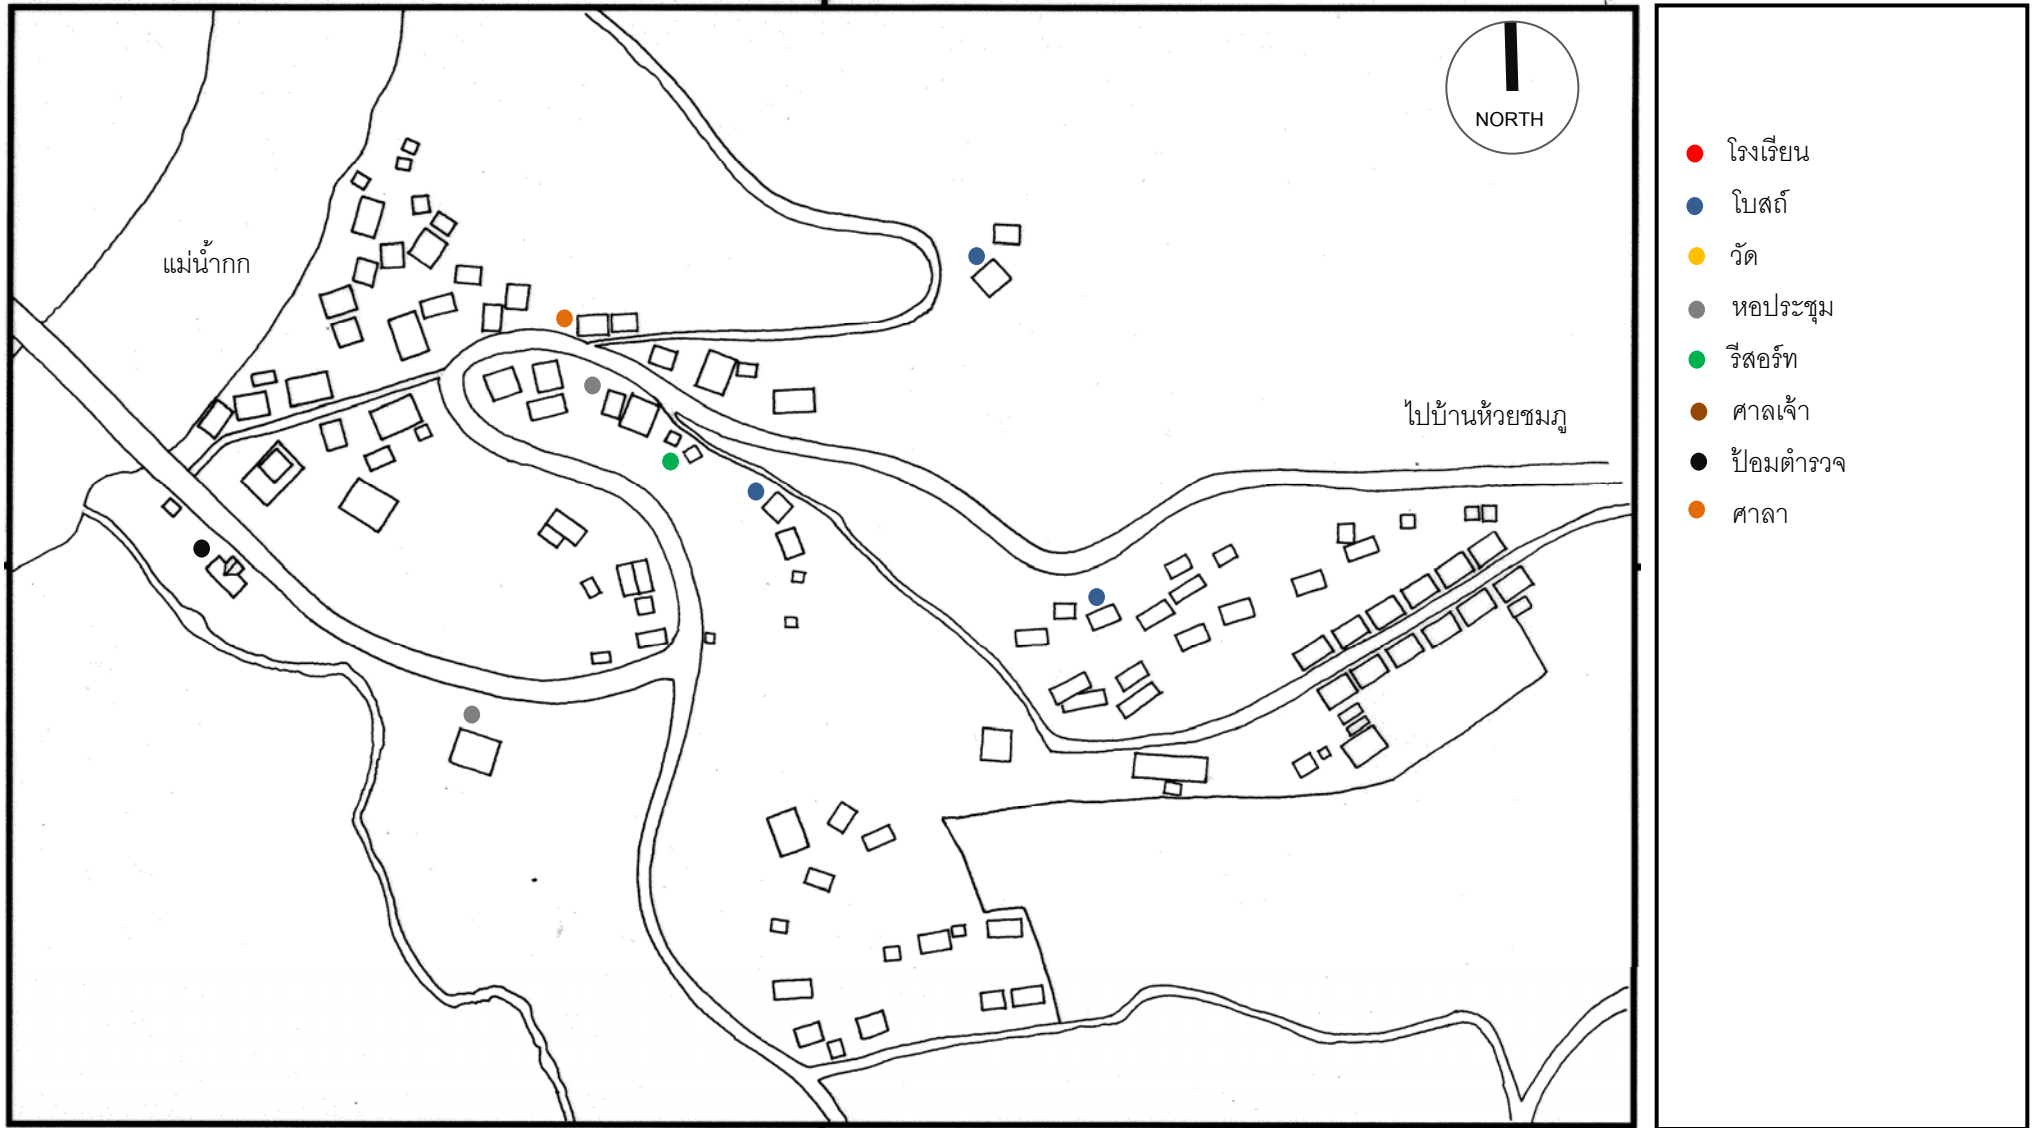 NORTH
แม่น้ำกก
ไปบ้านห้วยชมภู
โรงเรียน
โบสถ์
วัด
หอประชุม
รีสอร์ท
ศาลเจ้า
ป้อมตำรวจ
ศาลา